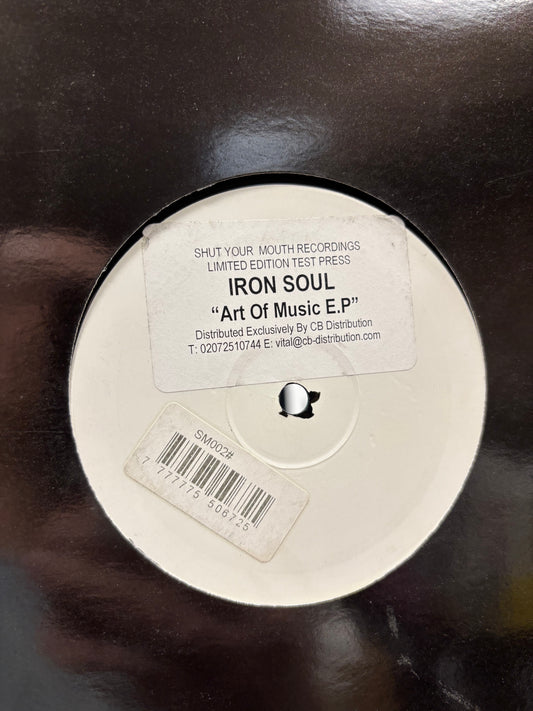 SHUT YOUR MOUTH RECORDINGS
LIMITED EDITION TEST PRESS
IRON SOUL
“Art Of Music E.P”
Distributed Exclusively By CB Distribution
T: 02072510744 E: vital@cb-distribution.com
SM002#
7 777775 506725